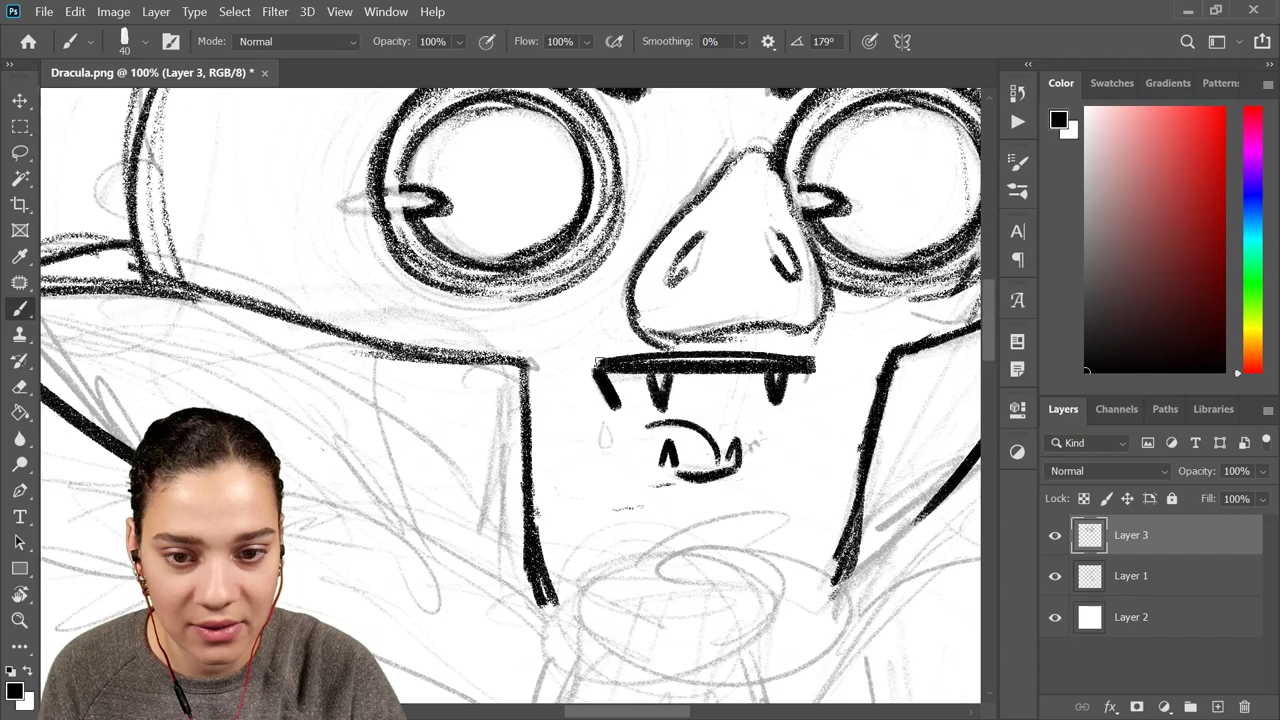 Ps File Edit Image Layer Type Select Filter 3D View Window Help
40 Mode: Normal Opacity: 100% Flow: 100% Smoothing: 0% 179°
Dracula.png @ 100% (Layer 3, RGB/8) *
Color Swatches Gradients Patterns
Layers Channels Paths Libraries
Kind
Normal Opacity: 100%
Lock: Fill: 100%
Layer 3
Layer 1
Layer 2
fx